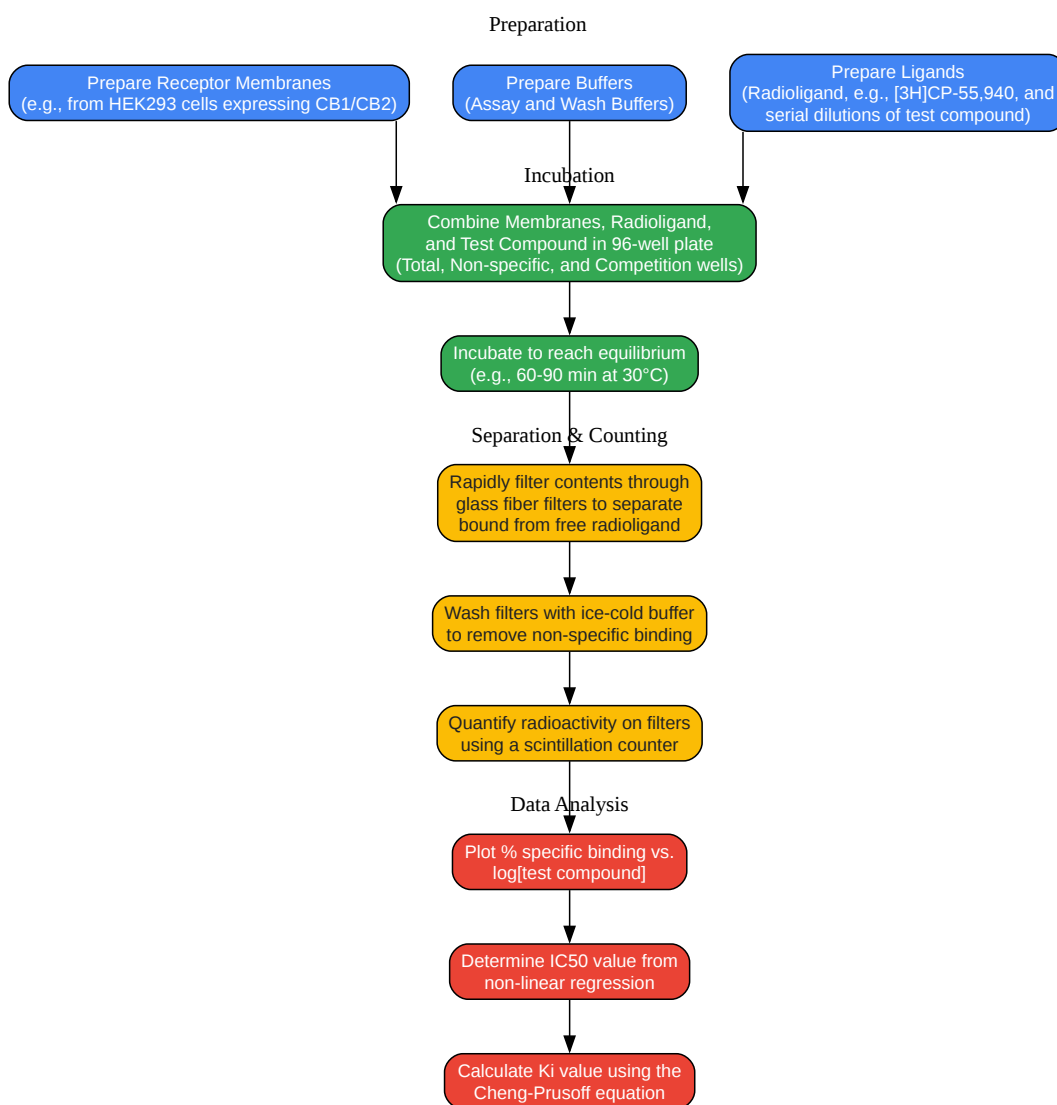 Preparation
Prepare Receptor Membranes
(e.g., from HEK293 cells expressing CB1/CB2)
Prepare Buffers
(Assay and Wash Buffers)
Prepare Ligands
(Radioligand, e.g., [3H]CP-55,940, and
serial dilutions of test compound)
Incubation
Combine Membranes, Radioligand,
and Test Compound in 96-well plate
(Total, Non-specific, and Competition wells)
Incubate to reach equilibrium
(e.g., 60-90 min at 30°C)
Separation & Counting
Rapidly filter contents through
glass fiber filters to separate
bound from free radioligand
Wash filters with ice-cold buffer
to remove non-specific binding
Quantify radioactivity on filters
using a scintillation counter
Data Analysis
Plot % specific binding vs.
log[test compound]
Determine IC50 value from
non-linear regression
Calculate Ki value using the
Cheng-Prusoff equation